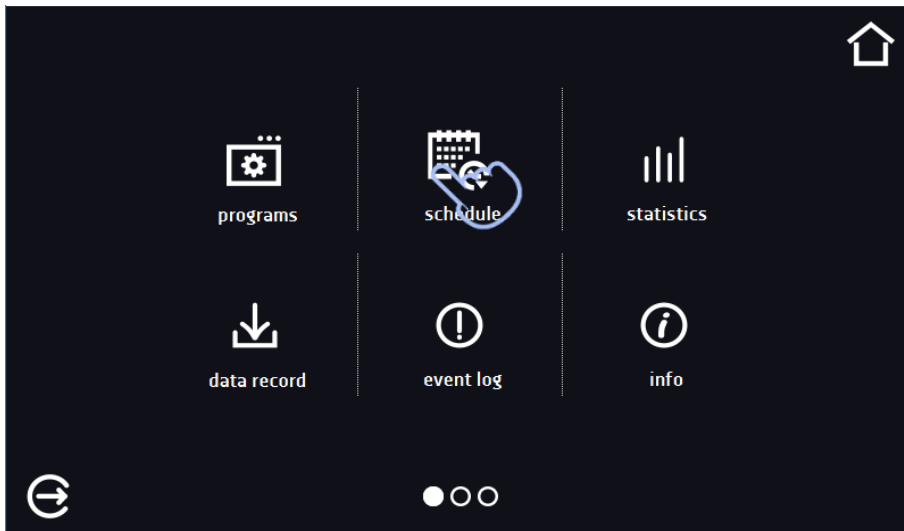 programs
schedule
statistics
data record
event log
info